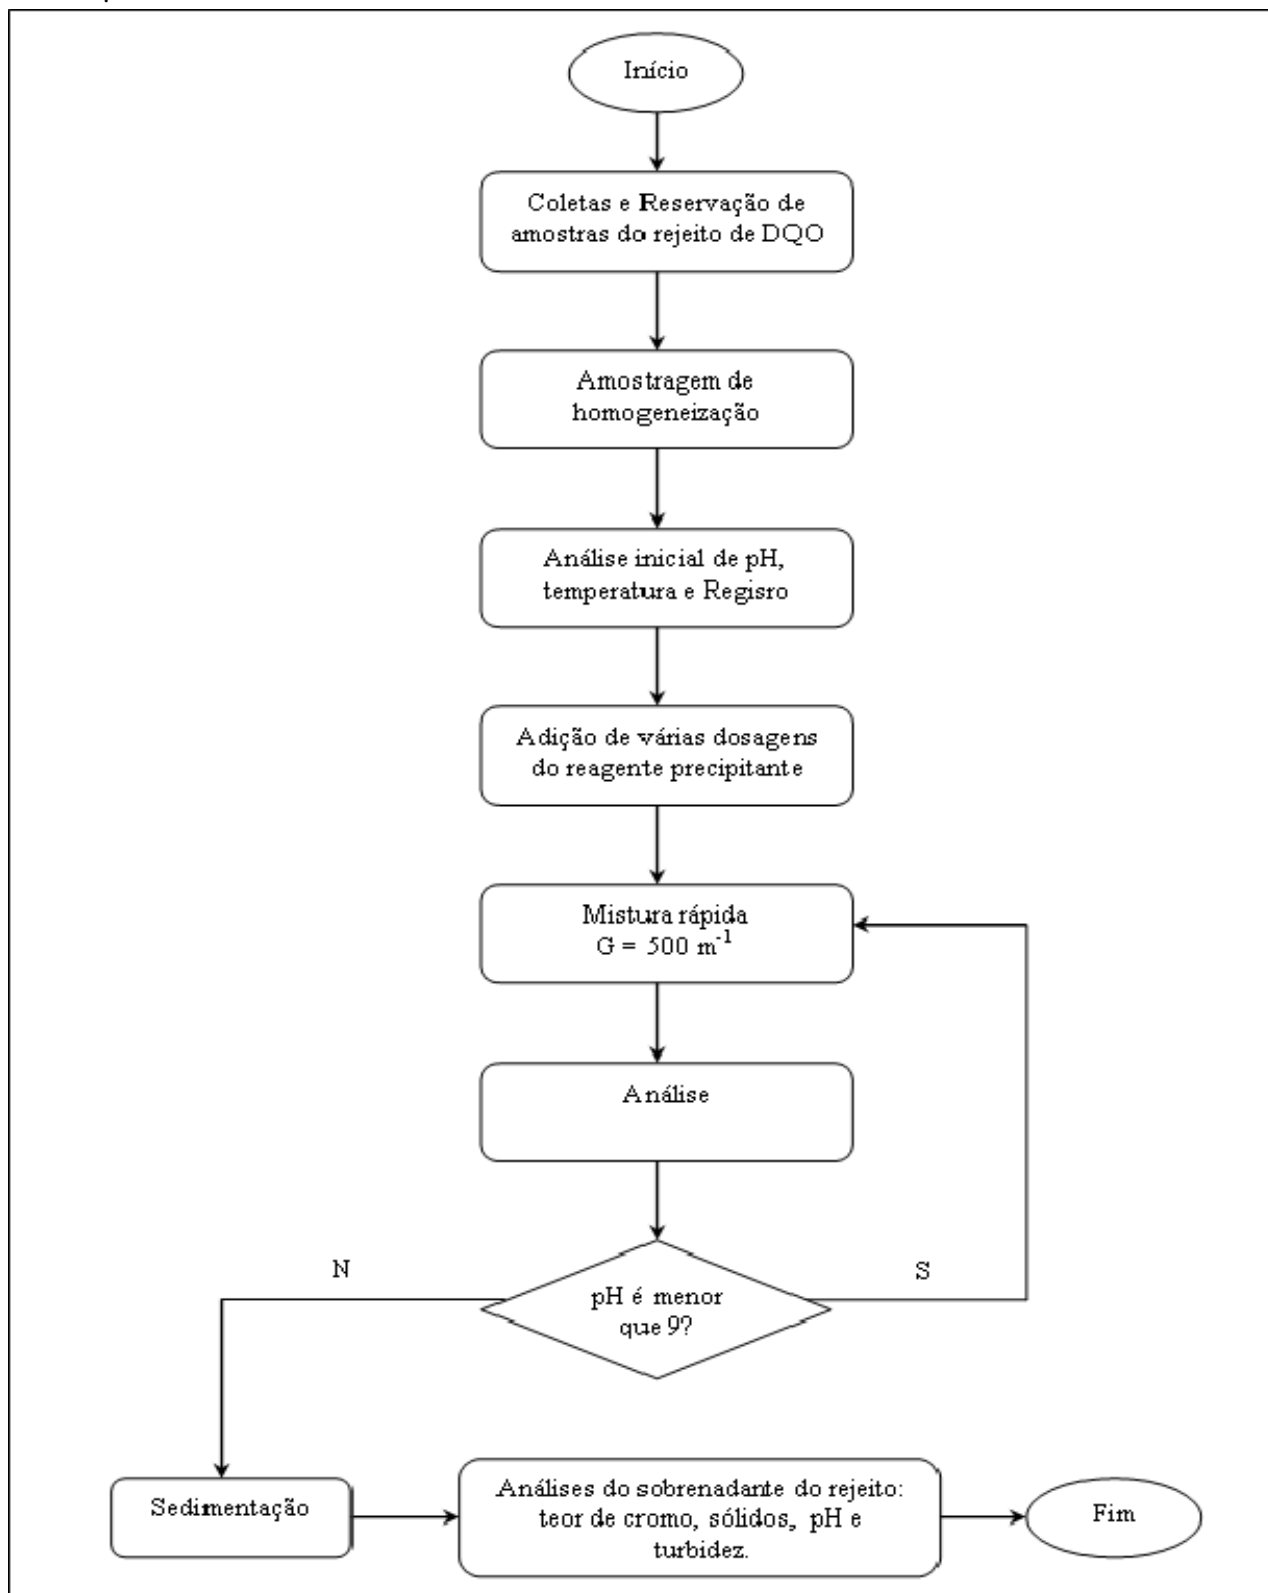 Início
Coletas e Reservação de
amostras do rejeito de DQO
Amostragem de
homogeneização
Análise inicial de pH,
temperatura e Regisro
Adição de várias dosagens
do reagente precipitante
Mistura rápida
G = 500 m⁻¹
Análise
N
S
pH é menor
que 9?
Sedimentação
Análises do sobrenadante do rejeito:
teor de cromo, sólidos, pH e
turbidez.
Fim